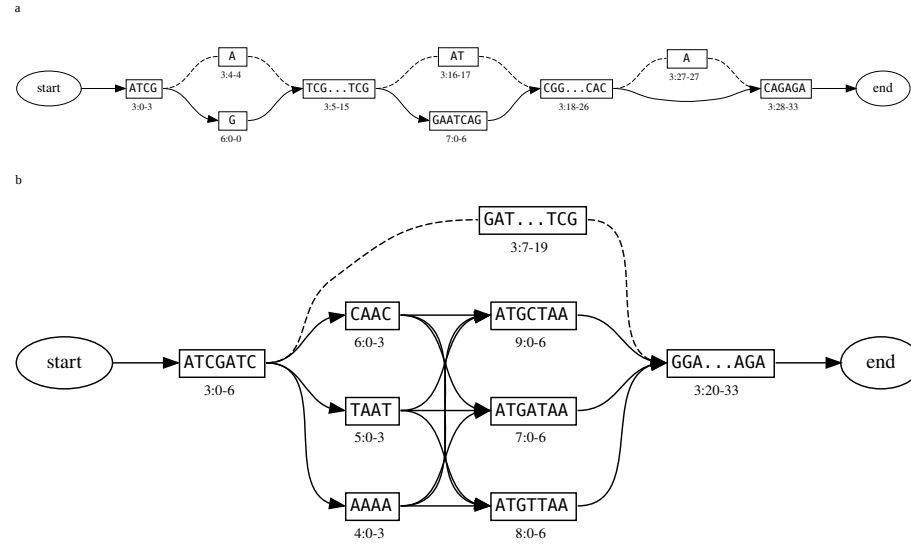 a
A
3:4-4
AT
3:16-17
A
3:27-27
start
ATCG
3:0-3
TCG...TCG
3:5-15
CGG...CAC
3:18-26
CAGAGA
3:28-33
end
G
6:0-0
GAATCAG
7:0-6
b
GAT...TCG
3:7-19
CAAC
6:0-3
ATGCTAA
9:0-6
start
ATCGATC
3:0-6
GGA...AGA
3:20-33
end
TAAT
5:0-3
ATGATAA
7:0-6
AAAA
4:0-3
ATGTTAA
8:0-6